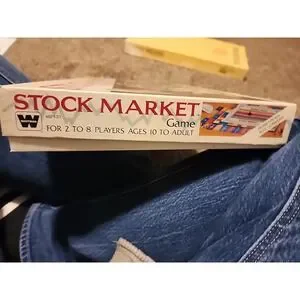 STOCK MARKET
Game
FOR 2 TO 8 PLAYERS AGES 10 TO ADULT